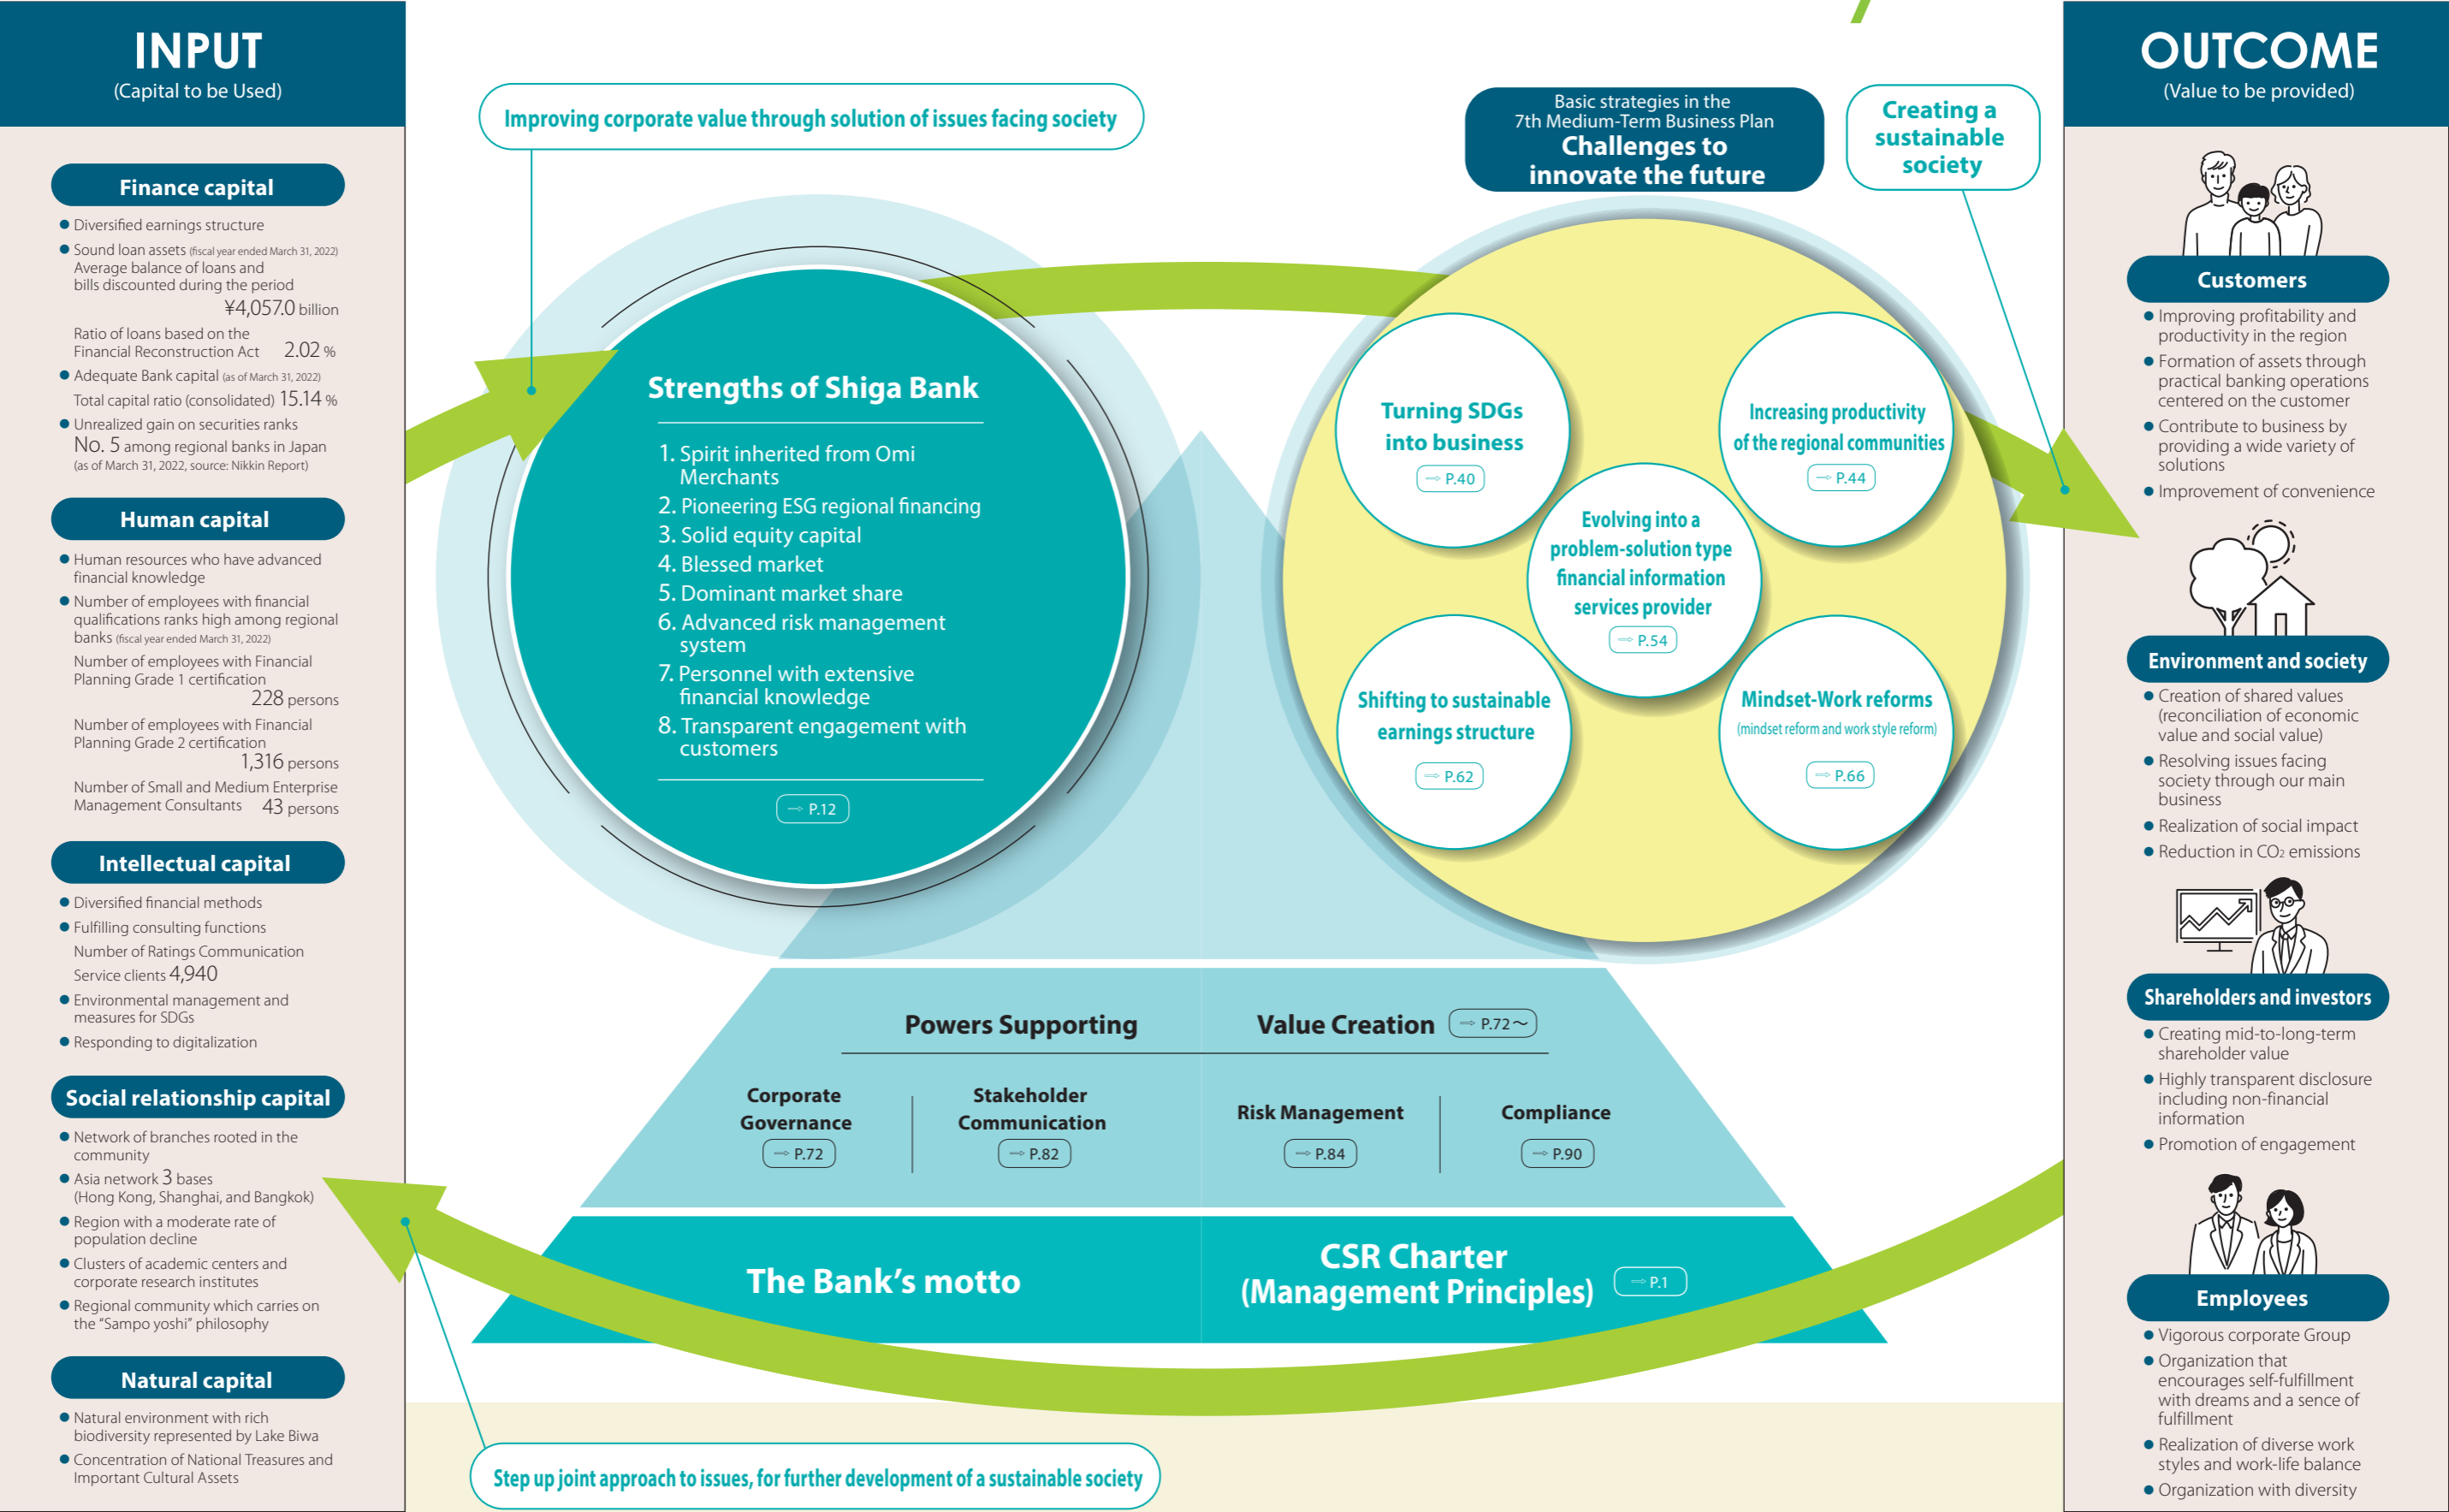 INPUT
(Capital to be Used)
Finance capital
● Diversified earnings structure
● Sound loan assets (fiscal year ended March 31, 2022)
Average balance of loans and
bills discounted during the period
¥4,057.0 billion
Ratio of loans based on the
Financial Reconstruction Act 2.02 %
● Adequate Bank capital (as of March 31, 2022)
Total capital ratio (consolidated) 15.14 %
● Unrealized gain on securities ranks
No. 5 among regional banks in Japan
(as of March 31, 2022, source: Nikkin Report)
Human capital
● Human resources who have advanced
financial knowledge
● Number of employees with financial
qualifications ranks high among regional
banks (fiscal year ended March 31, 2022)
Number of employees with Financial
Planning Grade 1 certification
228 persons
Number of employees with Financial
Planning Grade 2 certification
1,316 persons
Number of Small and Medium Enterprise
Management Consultants 43 persons
Intellectual capital
● Diversified financial methods
● Fulfilling consulting functions
Number of Ratings Communication
Service clients 4,940
● Environmental management and
measures for SDGs
● Responding to digitalization
Social relationship capital
● Network of branches rooted in the
community
● Asia network 3 bases
(Hong Kong, Shanghai, and Bangkok)
● Region with a moderate rate of
population decline
● Clusters of academic centers and
corporate research institutes
● Regional community which carries on
the “Sampo yoshi” philosophy
Natural capital
● Natural environment with rich
biodiversity represented by Lake Biwa
● Concentration of National Treasures and
Important Cultural Assets
Improving corporate value through solution of issues facing society
Strengths of Shiga Bank
1. Spirit inherited from Omi
Merchants
2. Pioneering ESG regional financing
3. Solid equity capital
4. Blessed market
5. Dominant market share
6. Advanced risk management
system
7. Personnel with extensive
financial knowledge
8. Transparent engagement with
customers
⇒ P.12
Basic strategies in the
7th Medium-Term Business Plan
Challenges to
innovate the future
Creating a
sustainable
society
Turning SDGs
into business
⇒ P.40
Increasing productivity
of the regional communities
⇒ P.44
Evolving into a
problem-solution type
financial information
services provider
⇒ P.54
Shifting to sustainable
earnings structure
⇒ P.62
Mindset-Work reforms
(mindset reform and work style reform)
⇒ P.66
Powers Supporting Value Creation ⇒ P.72〜
Corporate
Governance
⇒ P.72
Stakeholder
Communication
⇒ P.82
Risk Management
⇒ P.84
Compliance
⇒ P.90
The Bank’s motto
CSR Charter
(Management Principles) ⇒ P.1
Step up joint approach to issues, for further development of a sustainable society
OUTCOME
(Value to be provided)
Customers
● Improving profitability and
productivity in the region
● Formation of assets through
practical banking operations
centered on the customer
● Contribute to business by
providing a wide variety of
solutions
● Improvement of convenience
Environment and society
● Creation of shared values
(reconciliation of economic
value and social value)
● Resolving issues facing
society through our main
business
● Realization of social impact
● Reduction in CO₂ emissions
Shareholders and investors
● Creating mid-to-long-term
shareholder value
● Highly transparent disclosure
including non-financial
information
● Promotion of engagement
Employees
● Vigorous corporate Group
● Organization that
encourages self-fulfillment
with dreams and a sence of
fulfillment
● Realization of diverse work
styles and work-life balance
● Organization with diversity